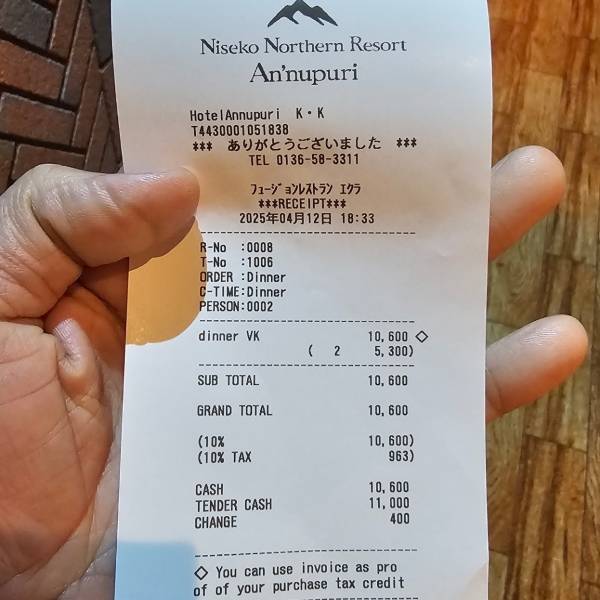 Niseko Northern Resort
An'nupuri
HotelAnnupuri K・K
T4430001051838
*** ありがとうございました ***
TEL 0136-58-3311
フュージョンレストラン エクラ
***RECEIPT***
2025年04月12日 18:33
R-No :0008
T-No :1006
ORDER :Dinner
C-TIME:Dinner
PERSON:0002
dinner VK 10,600 ◇
( 2 5,300)
SUB TOTAL 10,600
GRAND TOTAL 10,600
(10% 10,600)
(10% TAX 963)
CASH 10,600
TENDER CASH 11,000
CHANGE 400
◇ You can use invoice as pro
of of your purchase tax credit